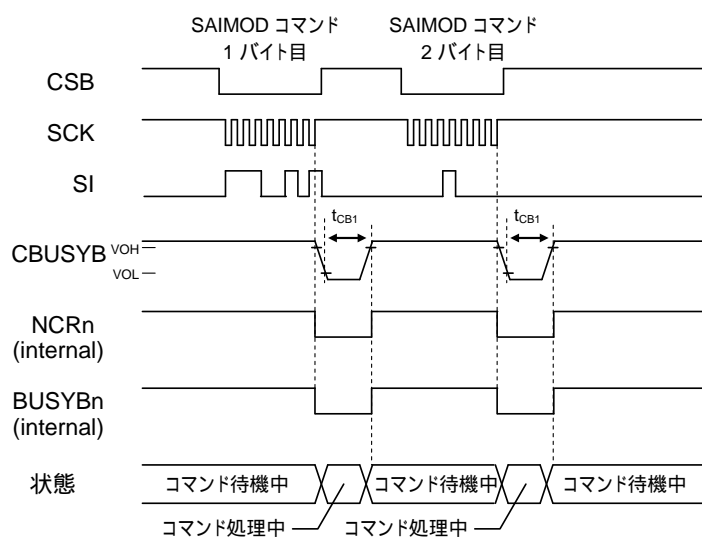 SAIMOD コマンド
1 バイト目
SAIMOD コマンド
2 バイト目
CSB
SCK
SI
tCB1
tCB1
CBUSYB
VOH
VOL
NCRn
(internal)
BUSYBn
(internal)
状態
コマンド待機中
コマンド待機中
コマンド待機中
コマンド処理中
コマンド処理中